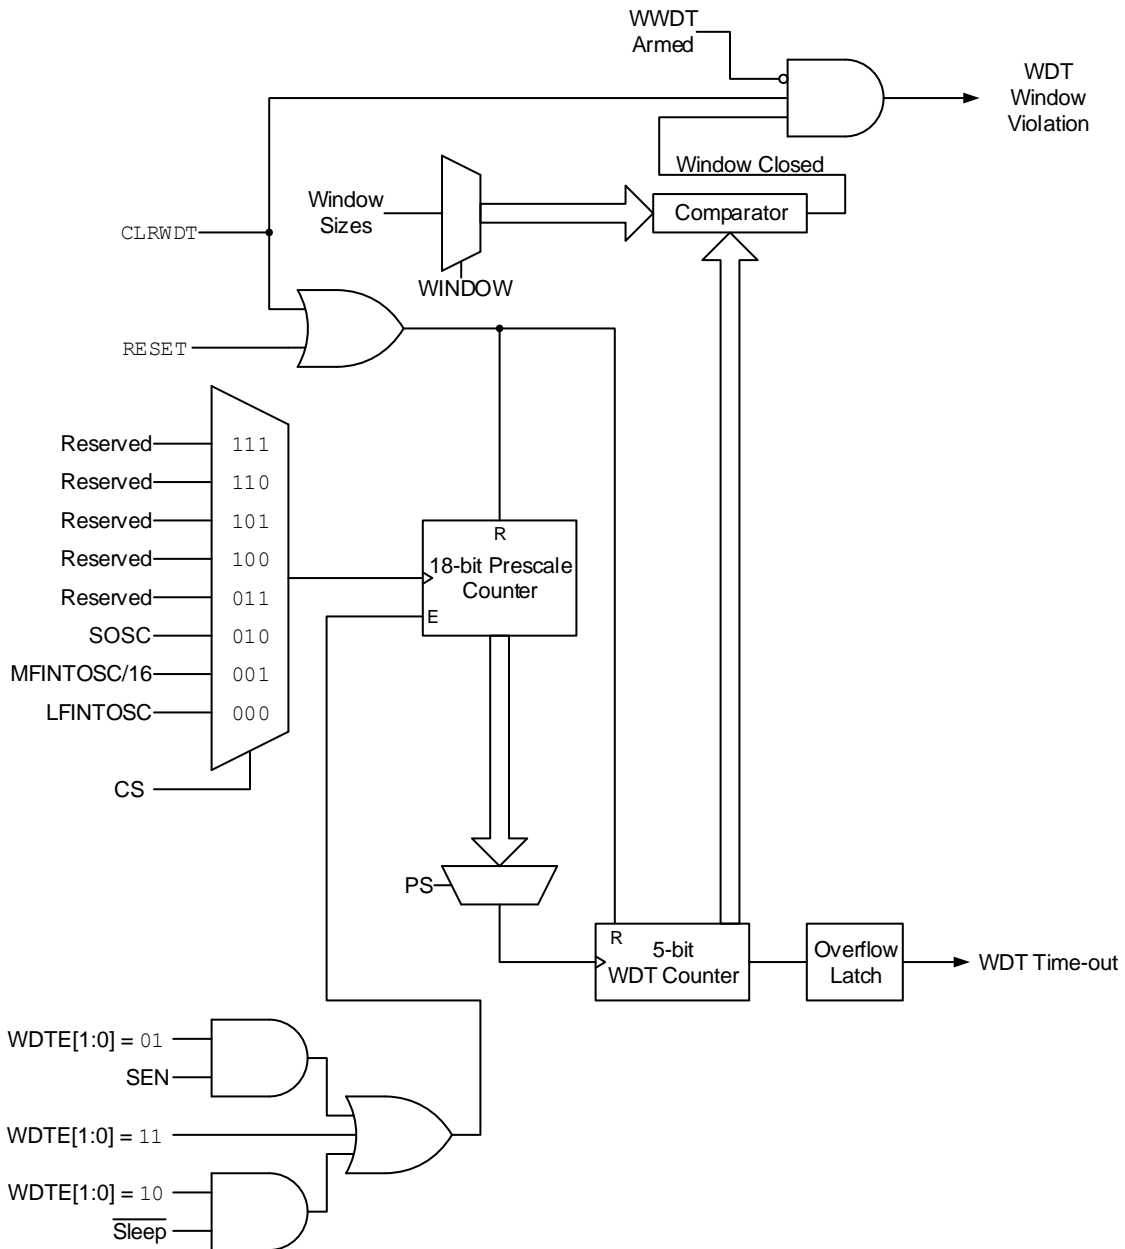 WWDT
Armed
WDT
Window
Violation
Window Closed
Window
Sizes
Comparator
CLRWDT
WINDOW
RESET
Reserved 111
Reserved 110
Reserved 101
Reserved 100
Reserved 011
SOSC 010
MFINTOSC/16 001
LFINTOSC 000
CS
R
18-bit Prescale
Counter
E
PS
R
5-bit
WDT Counter
Overflow
Latch
WDT Time-out
WDTE[1:0] = 01
SEN
WDTE[1:0] = 11
WDTE[1:0] = 10
Sleep